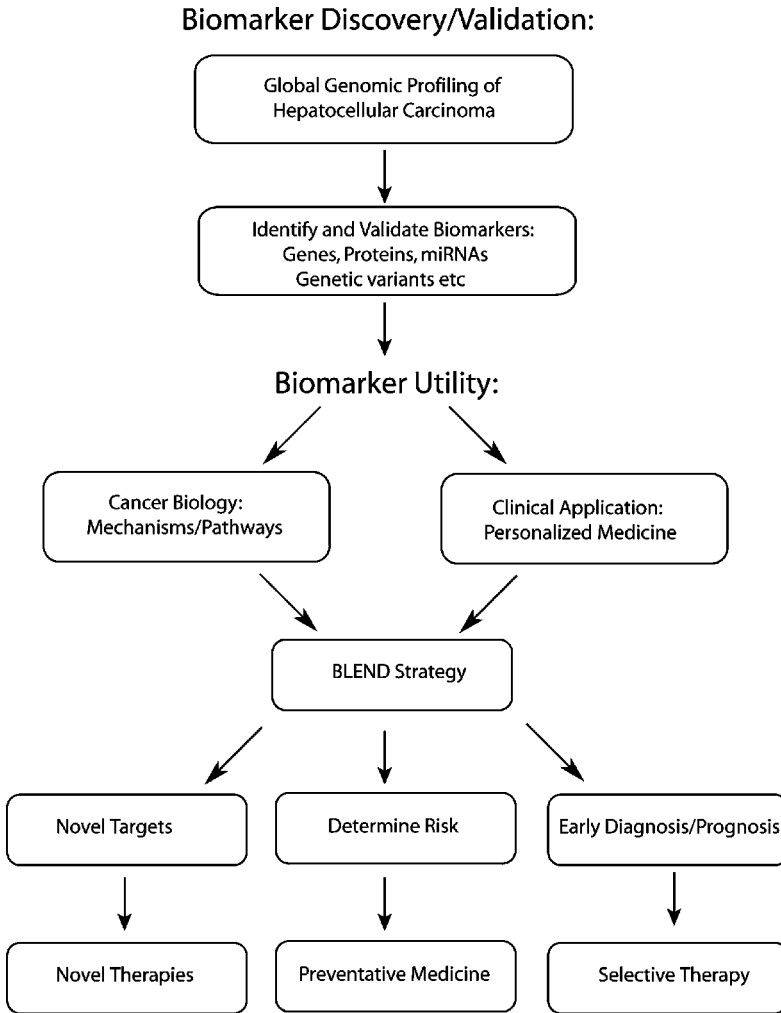 Biomarker Discovery/Validation:
Global Genomic Profiling of
Hepatocellular Carcinoma
Identify and Validate Biomarkers:
Genes, Proteins, miRNAs
Genetic variants etc
Biomarker Utility:
Cancer Biology:
Mechanisms/Pathways
Clinical Application:
Personalized Medicine
BLEND Strategy
Novel Targets
Determine Risk
Early Diagnosis/Prognosis
Novel Therapies
Preventative Medicine
Selective Therapy